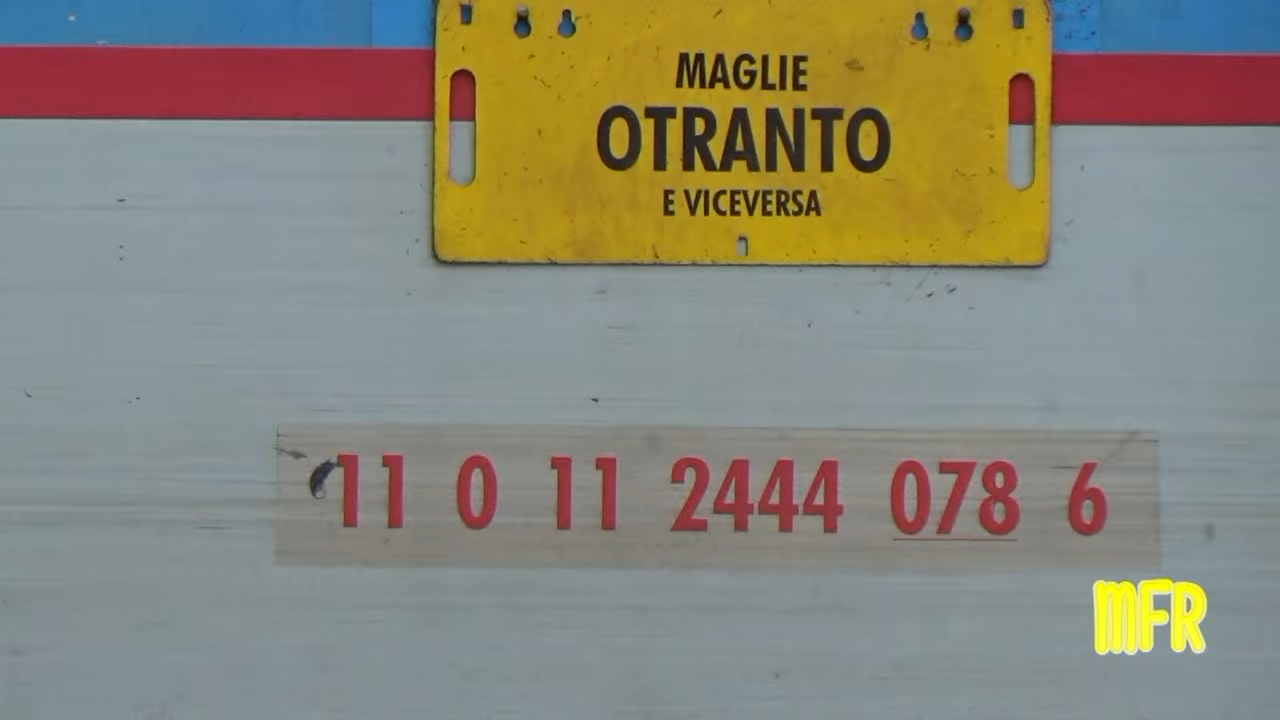 MAGLIE
OTRANTO
E VICEVERSA
11 0 11 2444 078 6
MFR